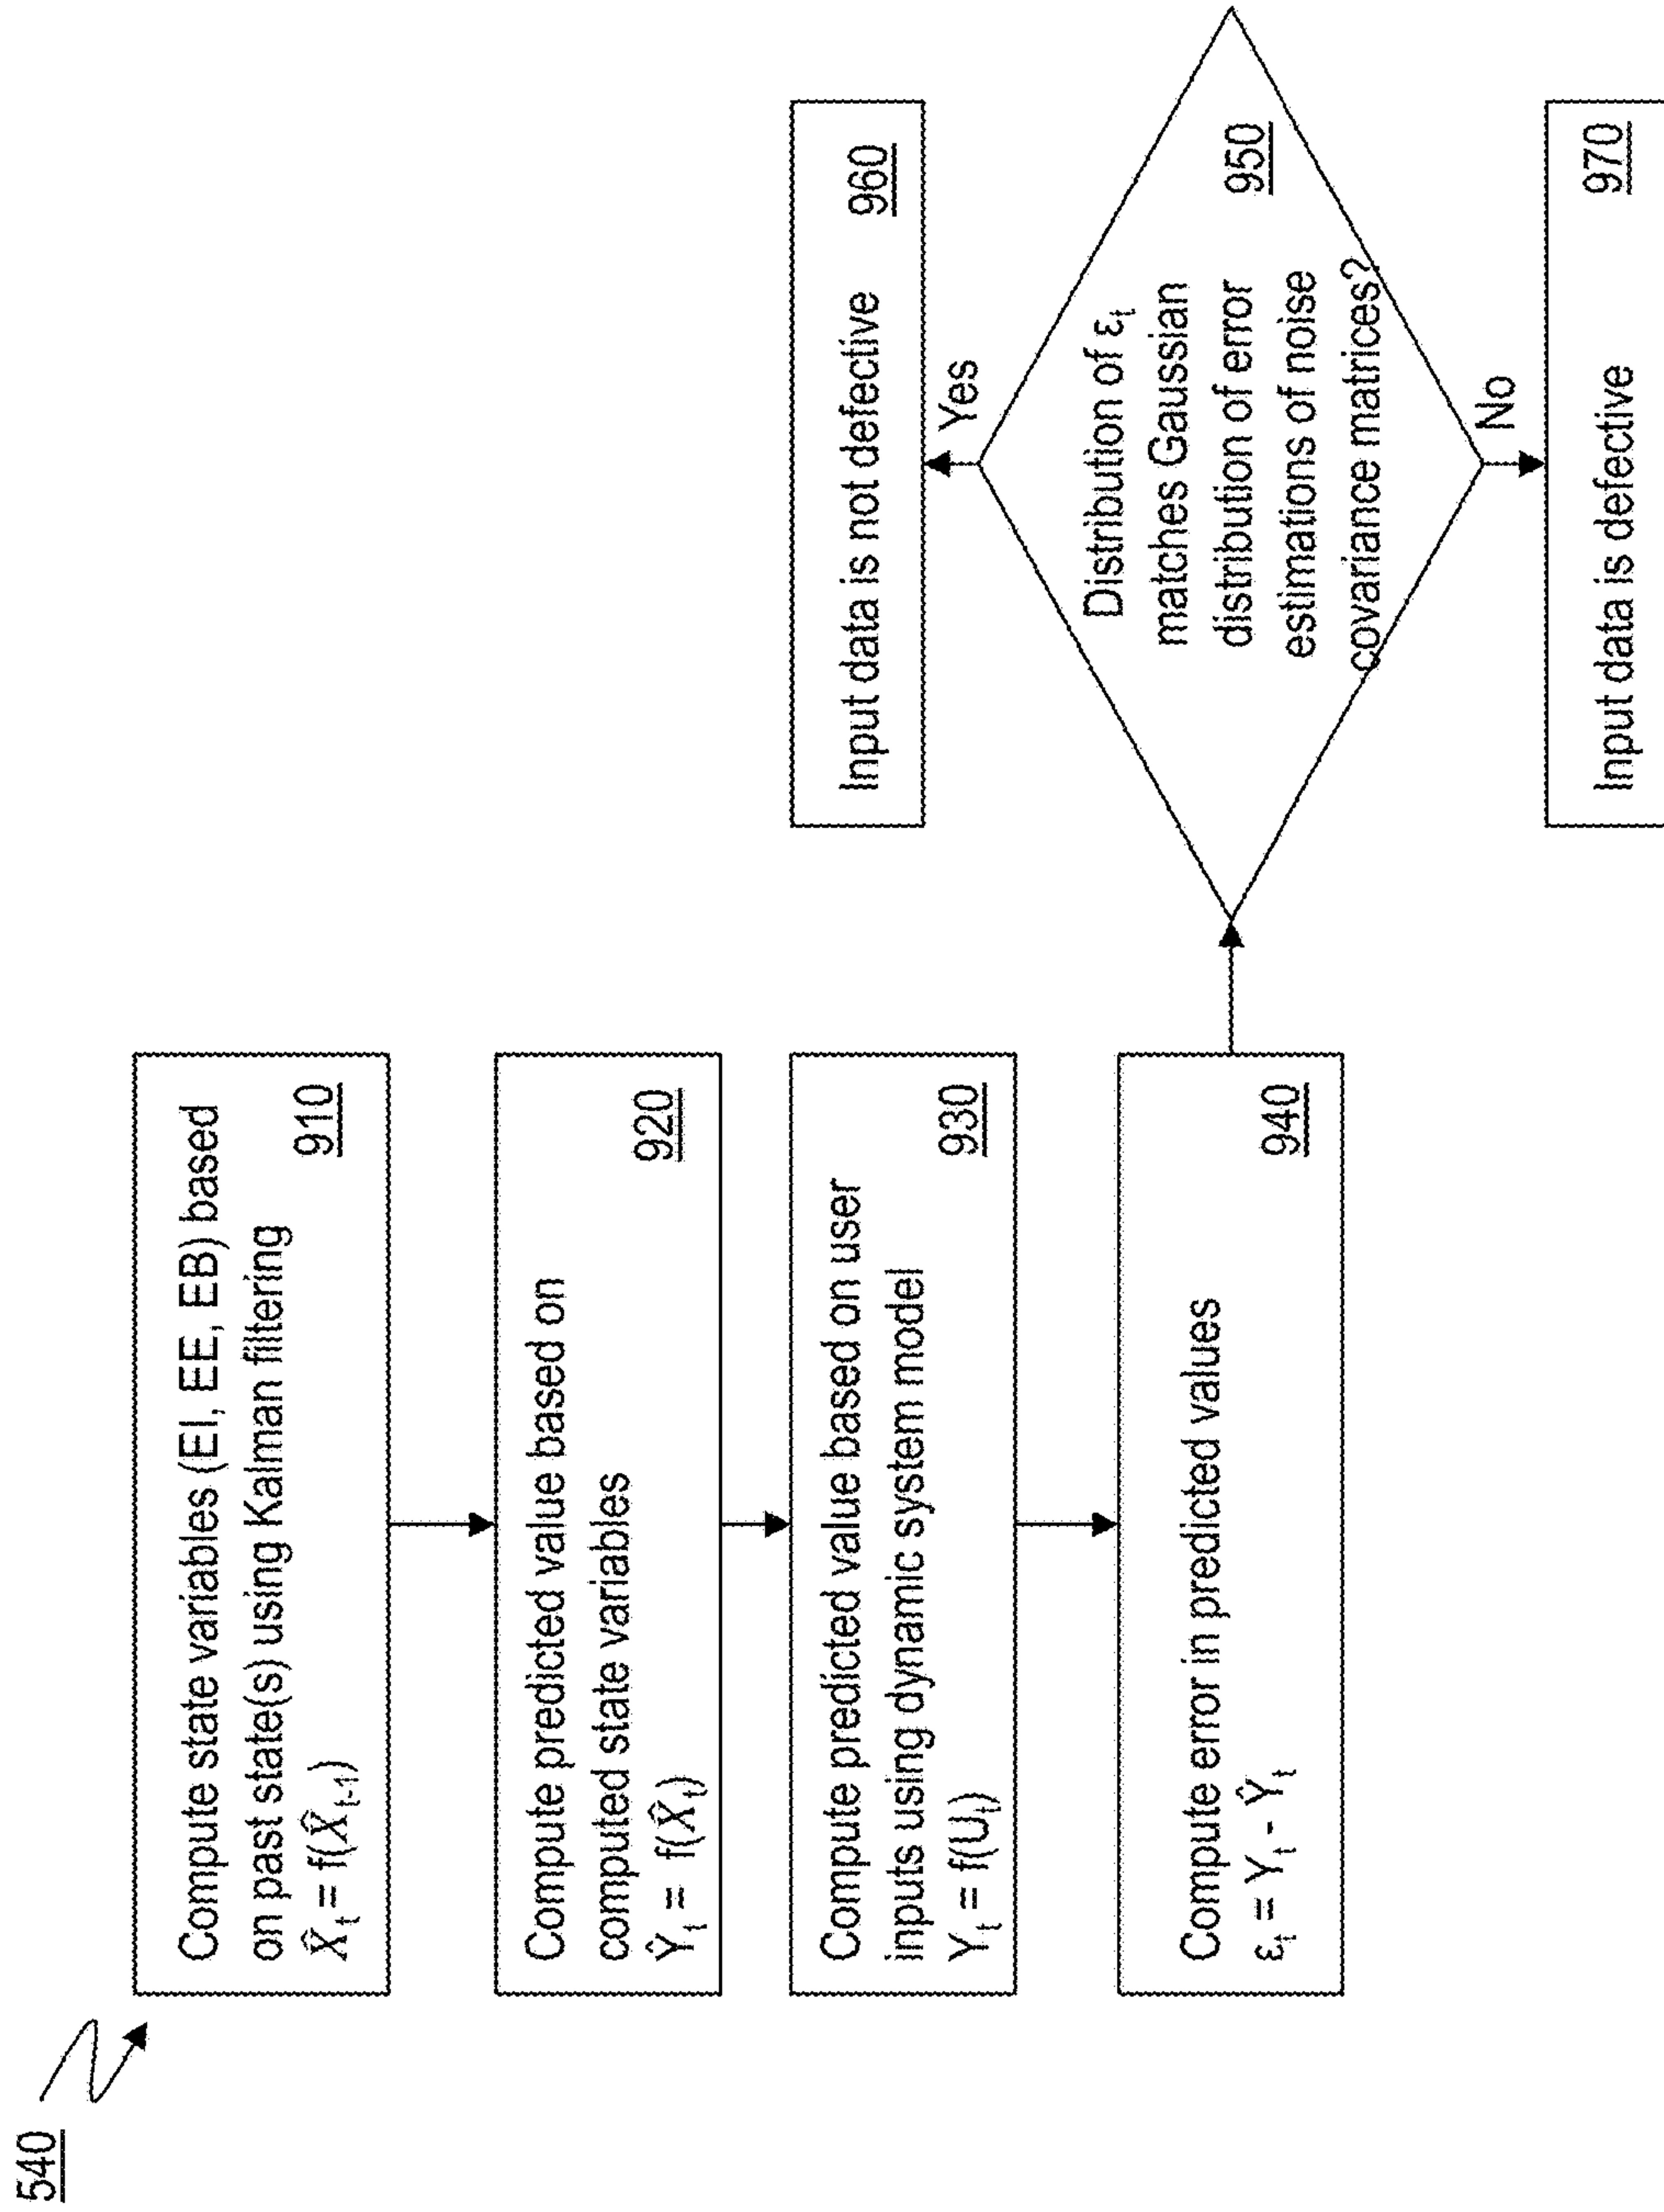 540
Compute state variables (EI, EE, EB) based
on past state(s) using Kalman filtering
X̂ₜ = f(X̂ₜ₋₁)
910
Compute predicted value based on
computed state variables
Ŷₜ = f(X̂ₜ)
920
Compute predicted value based on user
inputs using dynamic system model
Yₜ = f(Uₜ)
930
Compute error in predicted values
εₜ = Yₜ - Ŷₜ
940
Distribution of εₜ
matches Gaussian
distribution of error
estimations of noise
covariance matrices?
950
Yes
Input data is not defective
960
No
Input data is defective
970